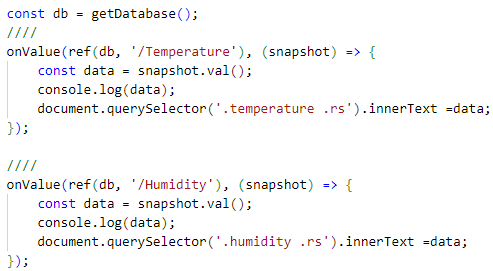 const db = getDatabase();
////
onValue(ref(db, '/Temperature'), (snapshot) => {
    const data = snapshot.val();
    console.log(data);
    document.querySelector('.temperature .rs').innerText =data;
});

////
onValue(ref(db, '/Humidity'), (snapshot) => {
    const data = snapshot.val();
    console.log(data);
    document.querySelector('.humidity .rs').innerText =data;
});